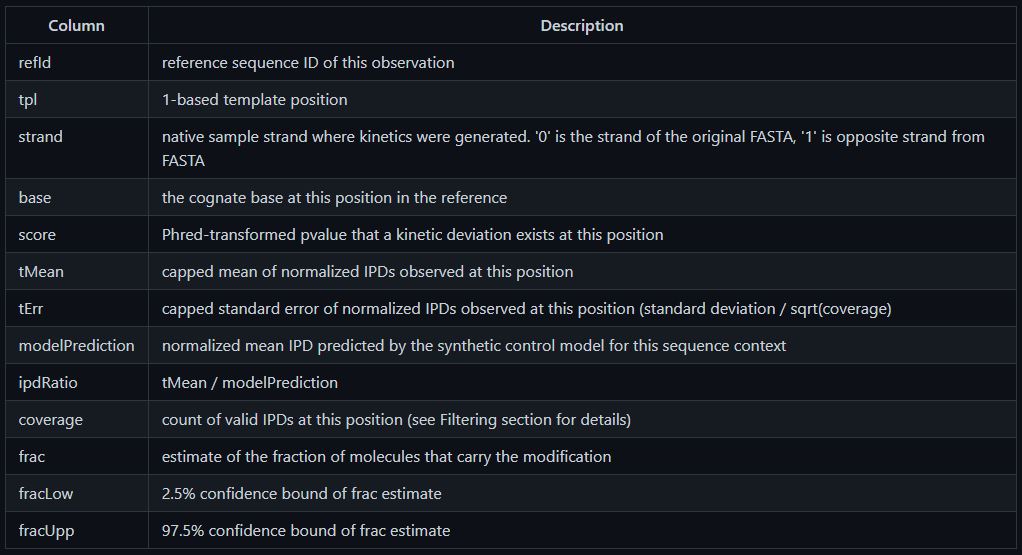 Column Description
refId reference sequence ID of this observation
tpl 1-based template position
strand native sample strand where kinetics were generated. '0' is the strand of the original FASTA, '1' is opposite strand from
FASTA
base the cognate base at this position in the reference
score Phred-transformed pvalue that a kinetic deviation exists at this position
tMean capped mean of normalized IPDs observed at this position
tErr capped standard error of normalized IPDs observed at this position (standard deviation / sqrt(coverage)
modelPrediction normalized mean IPD predicted by the synthetic control model for this sequence context
ipdRatio tMean / modelPrediction
coverage count of valid IPDs at this position (see Filtering section for details)
frac estimate of the fraction of molecules that carry the modification
fracLow 2.5% confidence bound of frac estimate
fracUpp 97.5% confidence bound of frac estimate